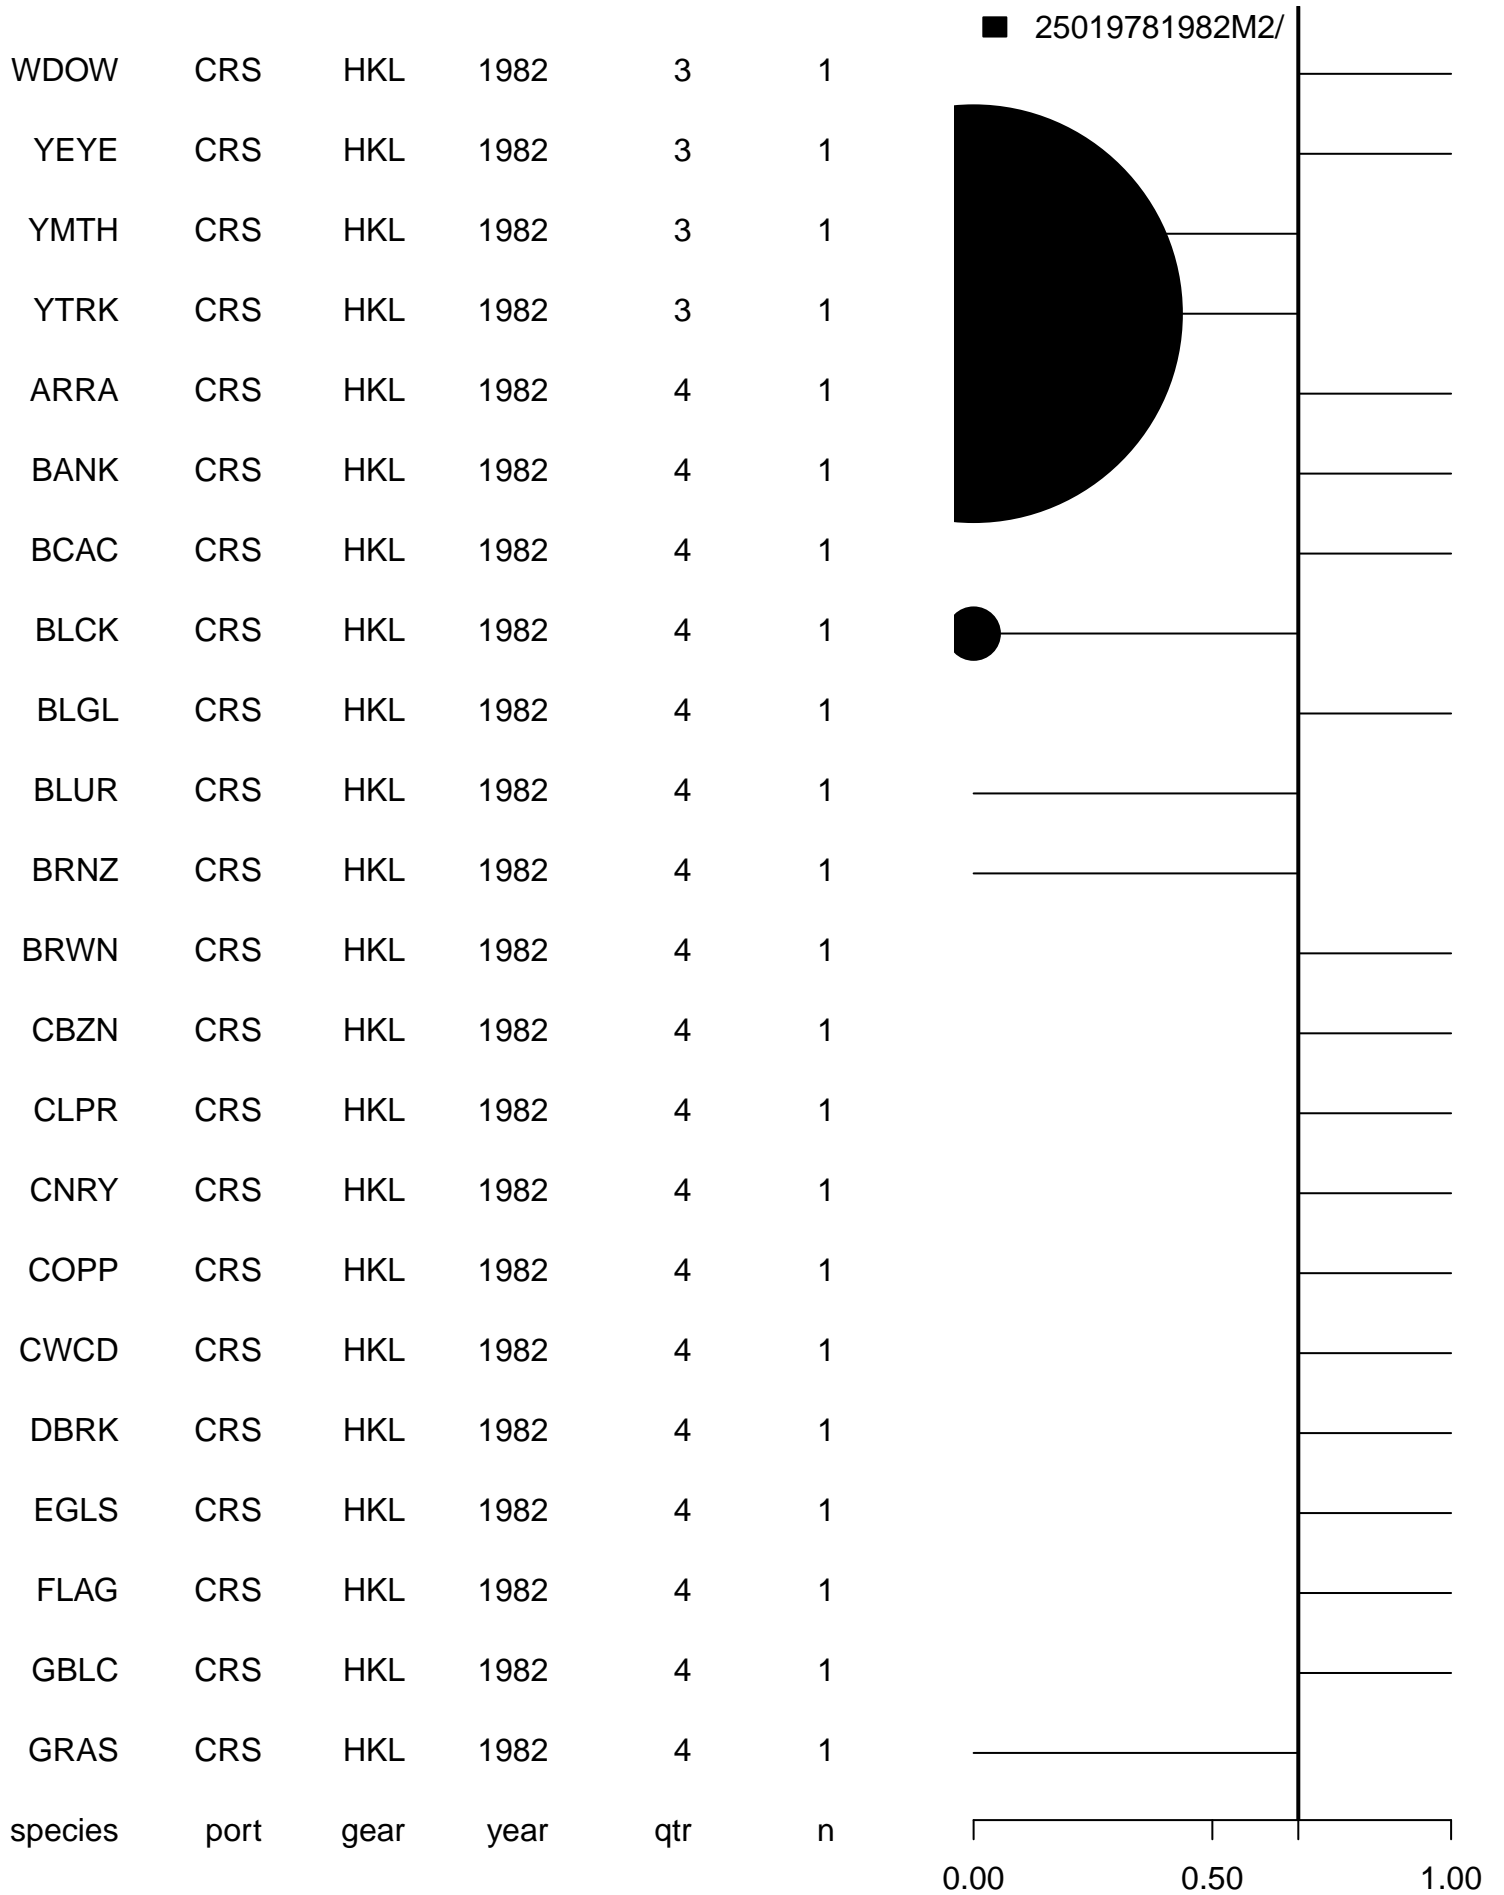 25019781982M2/
WDOW CRS HKL 1982 3 1
YEYE CRS HKL 1982 3 1
YMTH CRS HKL 1982 3 1
YTRK CRS HKL 1982 3 1
ARRA CRS HKL 1982 4 1
BANK CRS HKL 1982 4 1
BCAC CRS HKL 1982 4 1
BLCK CRS HKL 1982 4 1
BLGL CRS HKL 1982 4 1
BLUR CRS HKL 1982 4 1
BRNZ CRS HKL 1982 4 1
BRWN CRS HKL 1982 4 1
CBZN CRS HKL 1982 4 1
CLPR CRS HKL 1982 4 1
CNRY CRS HKL 1982 4 1
COPP CRS HKL 1982 4 1
CWCD CRS HKL 1982 4 1
DBRK CRS HKL 1982 4 1
EGLS CRS HKL 1982 4 1
FLAG CRS HKL 1982 4 1
GBLC CRS HKL 1982 4 1
GRAS CRS HKL 1982 4 1
species port gear year qtr n
0.00 0.50 1.00